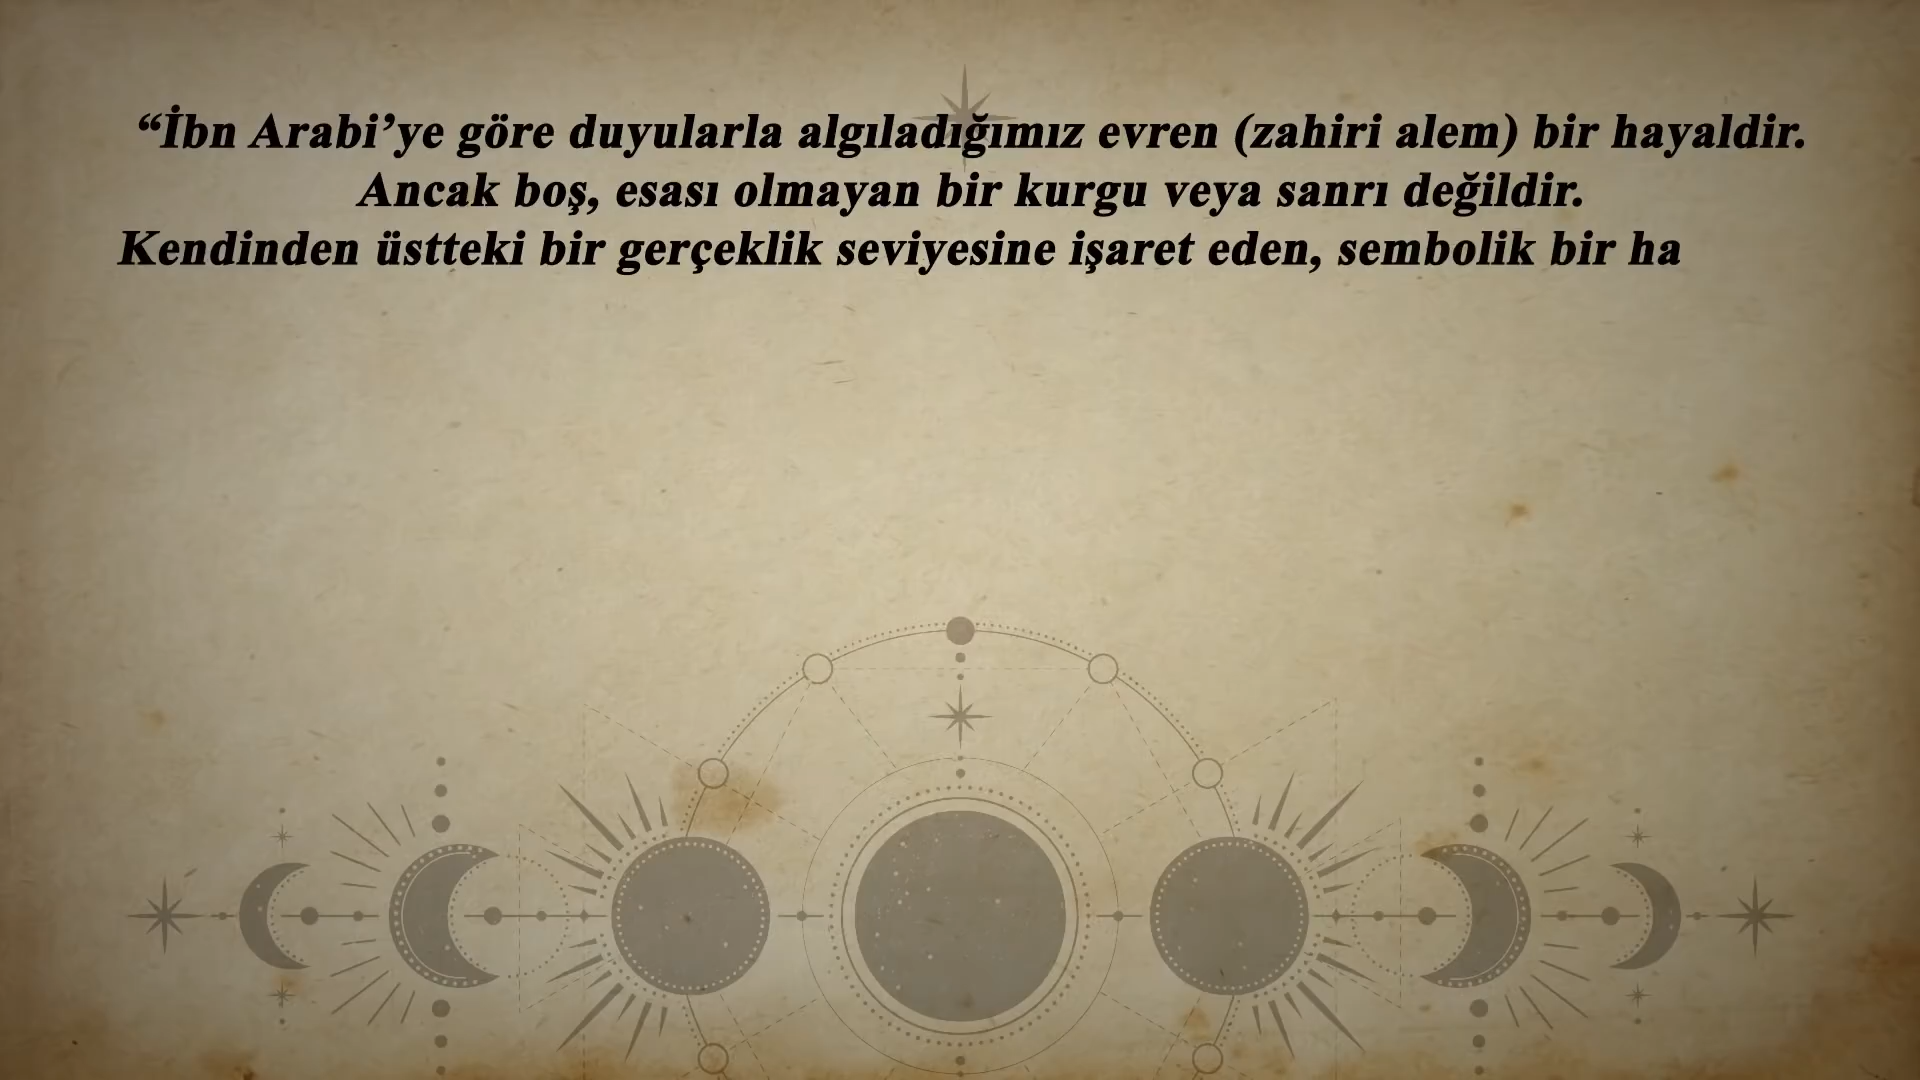 “İbn Arabi’ye göre duyularla algıladığımız evren (zahiri alem) bir hayaldir.
Ancak boş, esası olmayan bir kurgu veya sanrı değildir.
Kendinden üstteki bir gerçeklik seviyesine işaret eden, sembolik bir ha